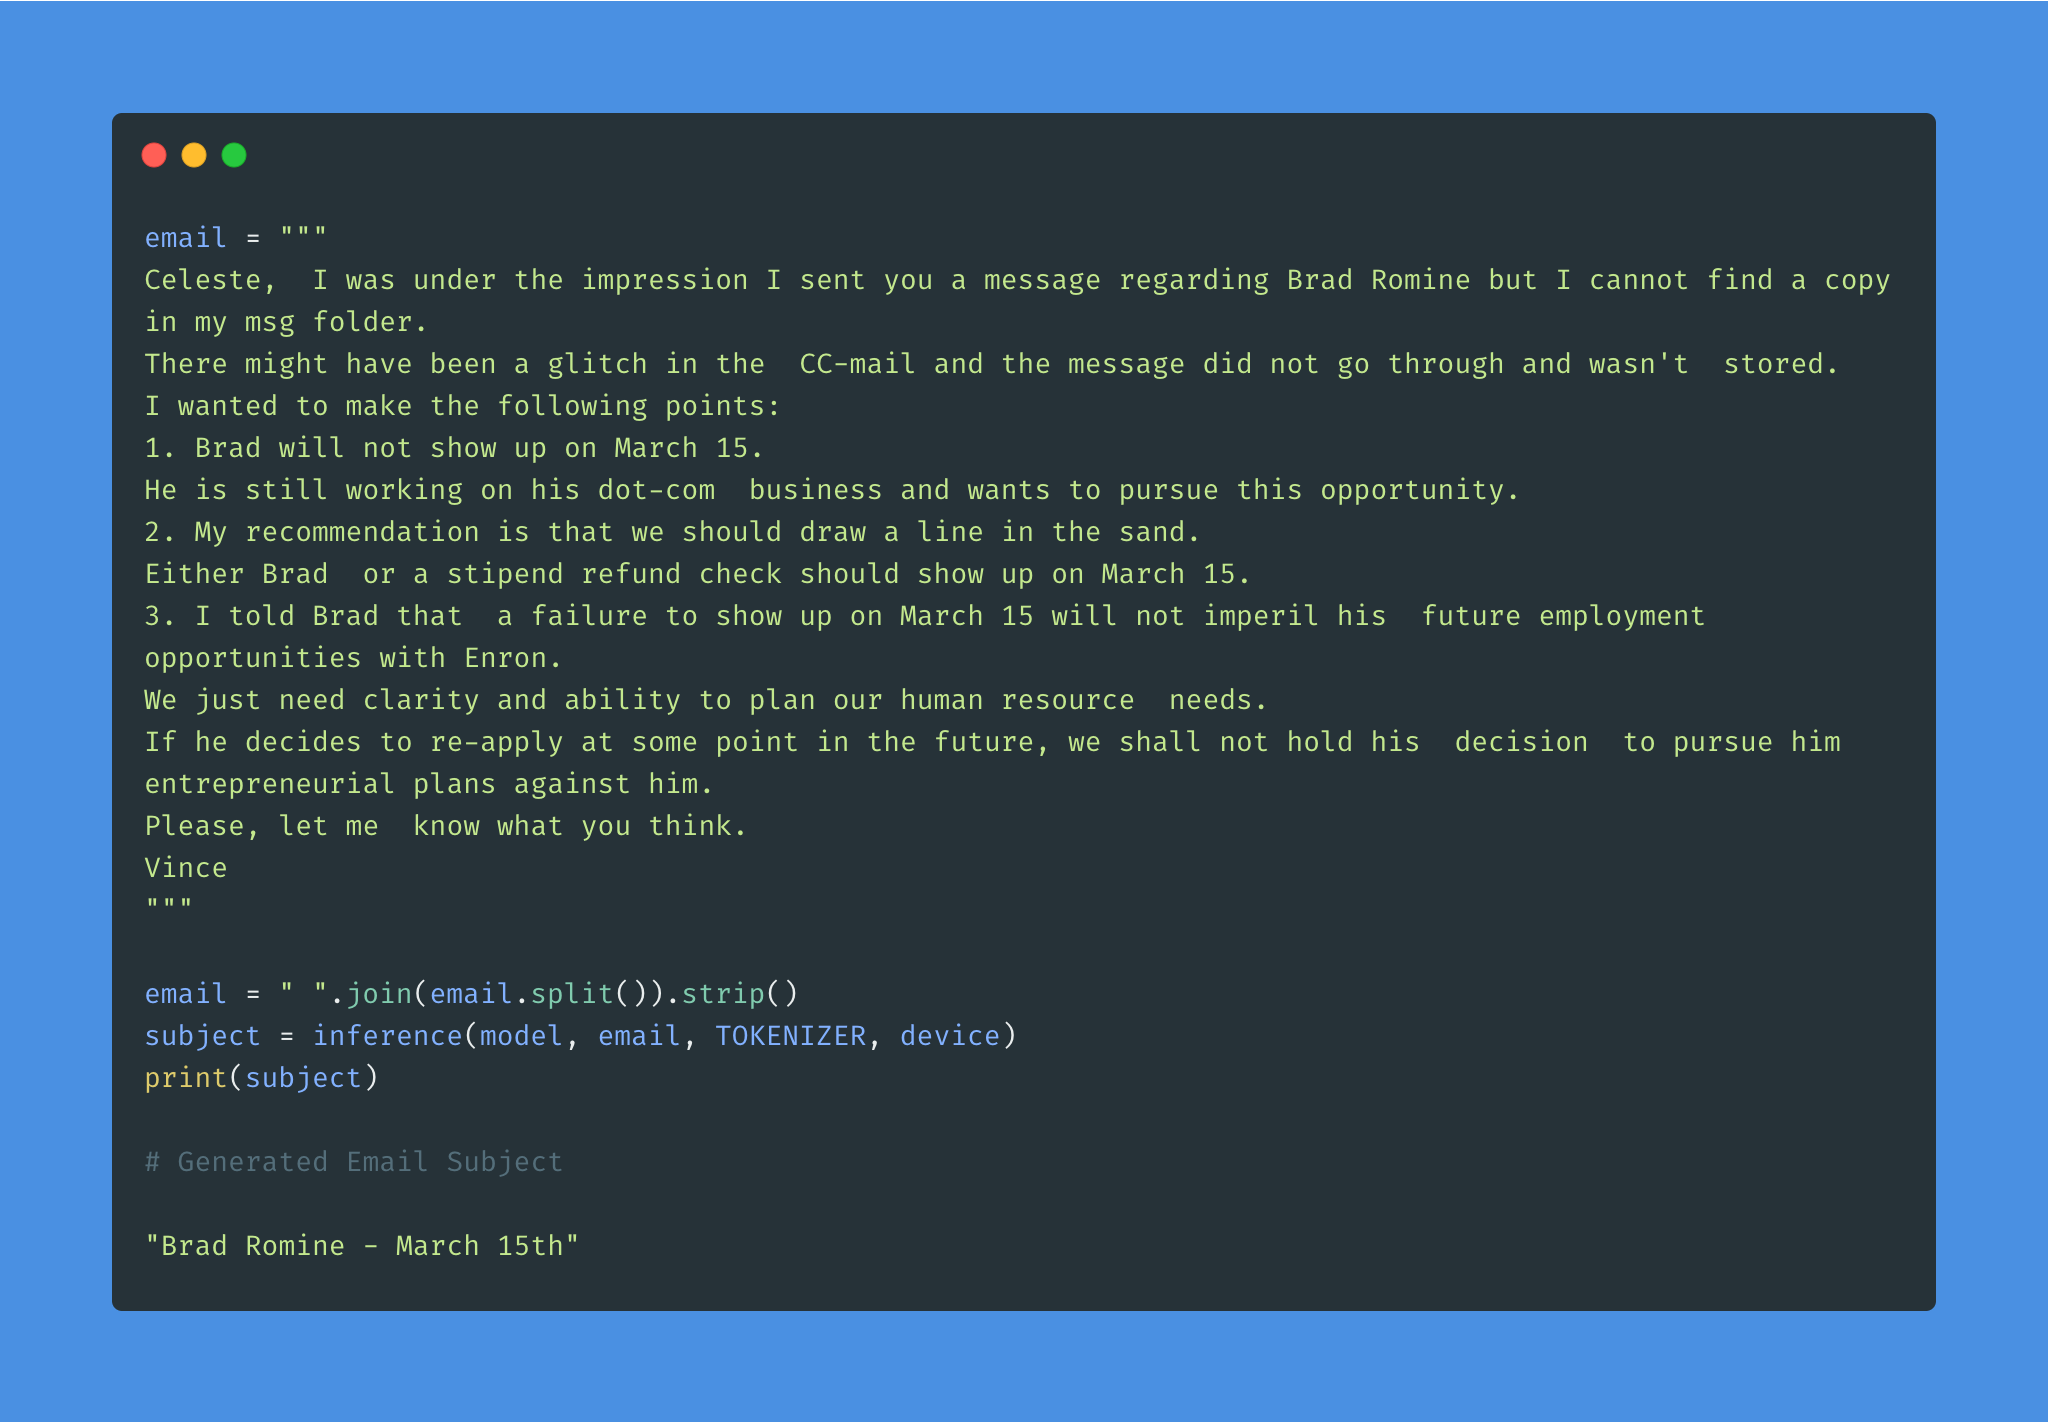 email = """
Celeste,  I was under the impression I sent you a message regarding Brad Romine but I cannot find a copy
in my msg folder.
There might have been a glitch in the  CC-mail and the message did not go through and wasn't  stored.
I wanted to make the following points:
1. Brad will not show up on March 15.
He is still working on his dot-com  business and wants to pursue this opportunity.
2. My recommendation is that we should draw a line in the sand.
Either Brad  or a stipend refund check should show up on March 15.
3. I told Brad that  a failure to show up on March 15 will not imperil his  future employment
opportunities with Enron.
We just need clarity and ability to plan our human resource  needs.
If he decides to re-apply at some point in the future, we shall not hold his  decision  to pursue him
entrepreneurial plans against him.
Please, let me  know what you think.
Vince
"""
email = " ".join(email.split()).strip()
subject = inference(model, email, TOKENIZER, device)
print(subject)
# Generated Email Subject
"Brad Romine - March 15th"